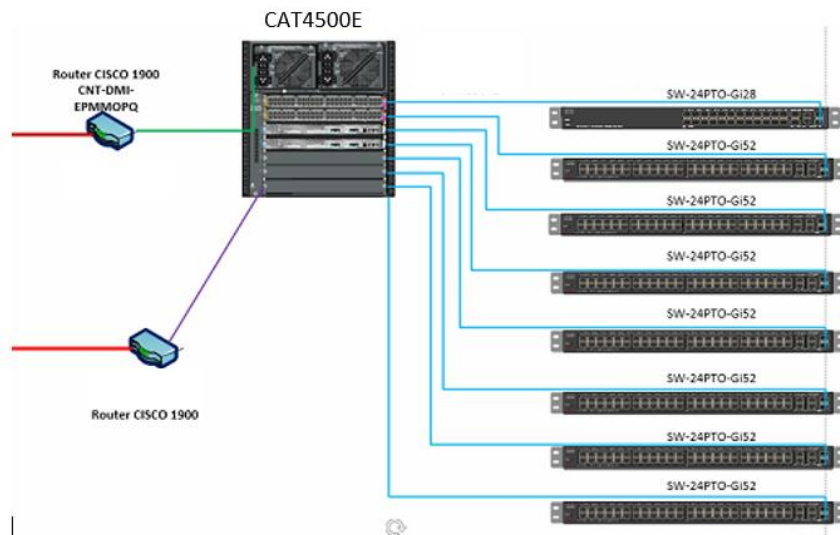 CAT4500E
Router CISCO 1900
CNT-DMI-
EPMMOPQ
SW-24PTO-Gi28
SW-24PTO-Gi52
SW-24PTO-Gi52
SW-24PTO-Gi52
SW-24PTO-Gi52
SW-24PTO-Gi52
SW-24PTO-Gi52
SW-24PTO-Gi52
Router CISCO 1900